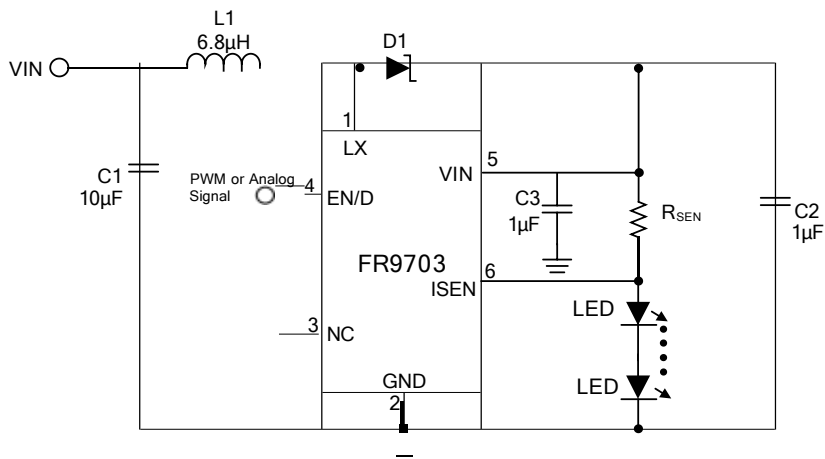 L1
6.8µH
D1
VIN
1
LX
5
VIN
C1
10µF
PWM or Analog
Signal
4
EN/D
C3
1µF
RSEN
C2
1µF
FR9703
6
ISEN
LED
3
NC
LED
GND
2